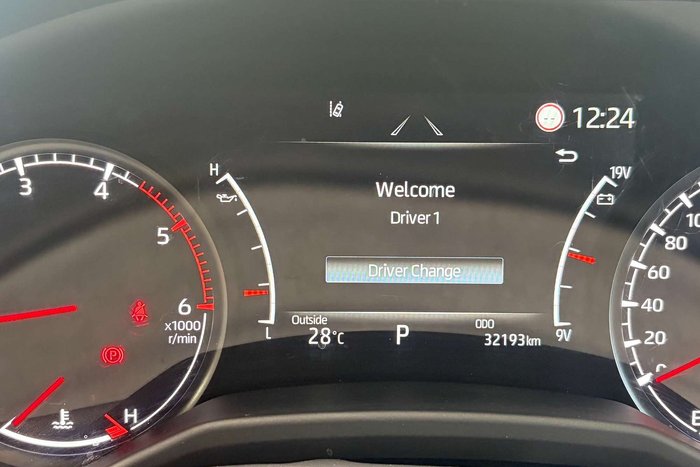 12:24
3
4
5
6
x1000
r/min
H
H
L
Welcome
Driver 1
Driver Change
Outside
28°C
P
ODO
32193km
19V
9V
80
60
40
20
0
(P)